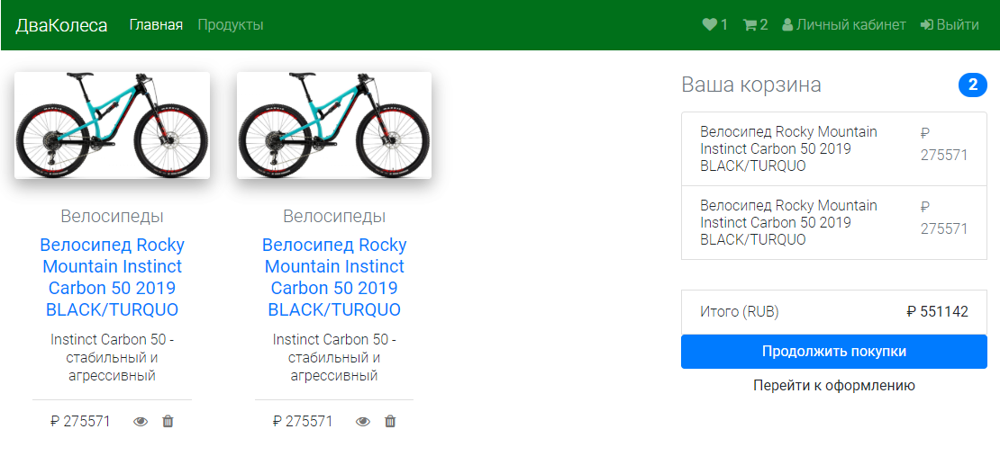 ДваКолеса Главная Продукты 1 2 Личный кабинет Выйти
Велосипеды
Велосипед Rocky
Mountain Instinct
Carbon 50 2019
BLACK/TURQUO
Instinct Carbon 50 -
стабильный и
агрессивный
₽ 275571
Велосипеды
Велосипед Rocky
Mountain Instinct
Carbon 50 2019
BLACK/TURQUO
Instinct Carbon 50 -
стабильный и
агрессивный
₽ 275571
Ваша корзина 2
Велосипед Rocky Mountain
Instinct Carbon 50 2019
BLACK/TURQUO
₽
275571
Велосипед Rocky Mountain
Instinct Carbon 50 2019
BLACK/TURQUO
₽
275571
Итого (RUB) ₽ 551142
Продолжить покупки
Перейти к оформлению